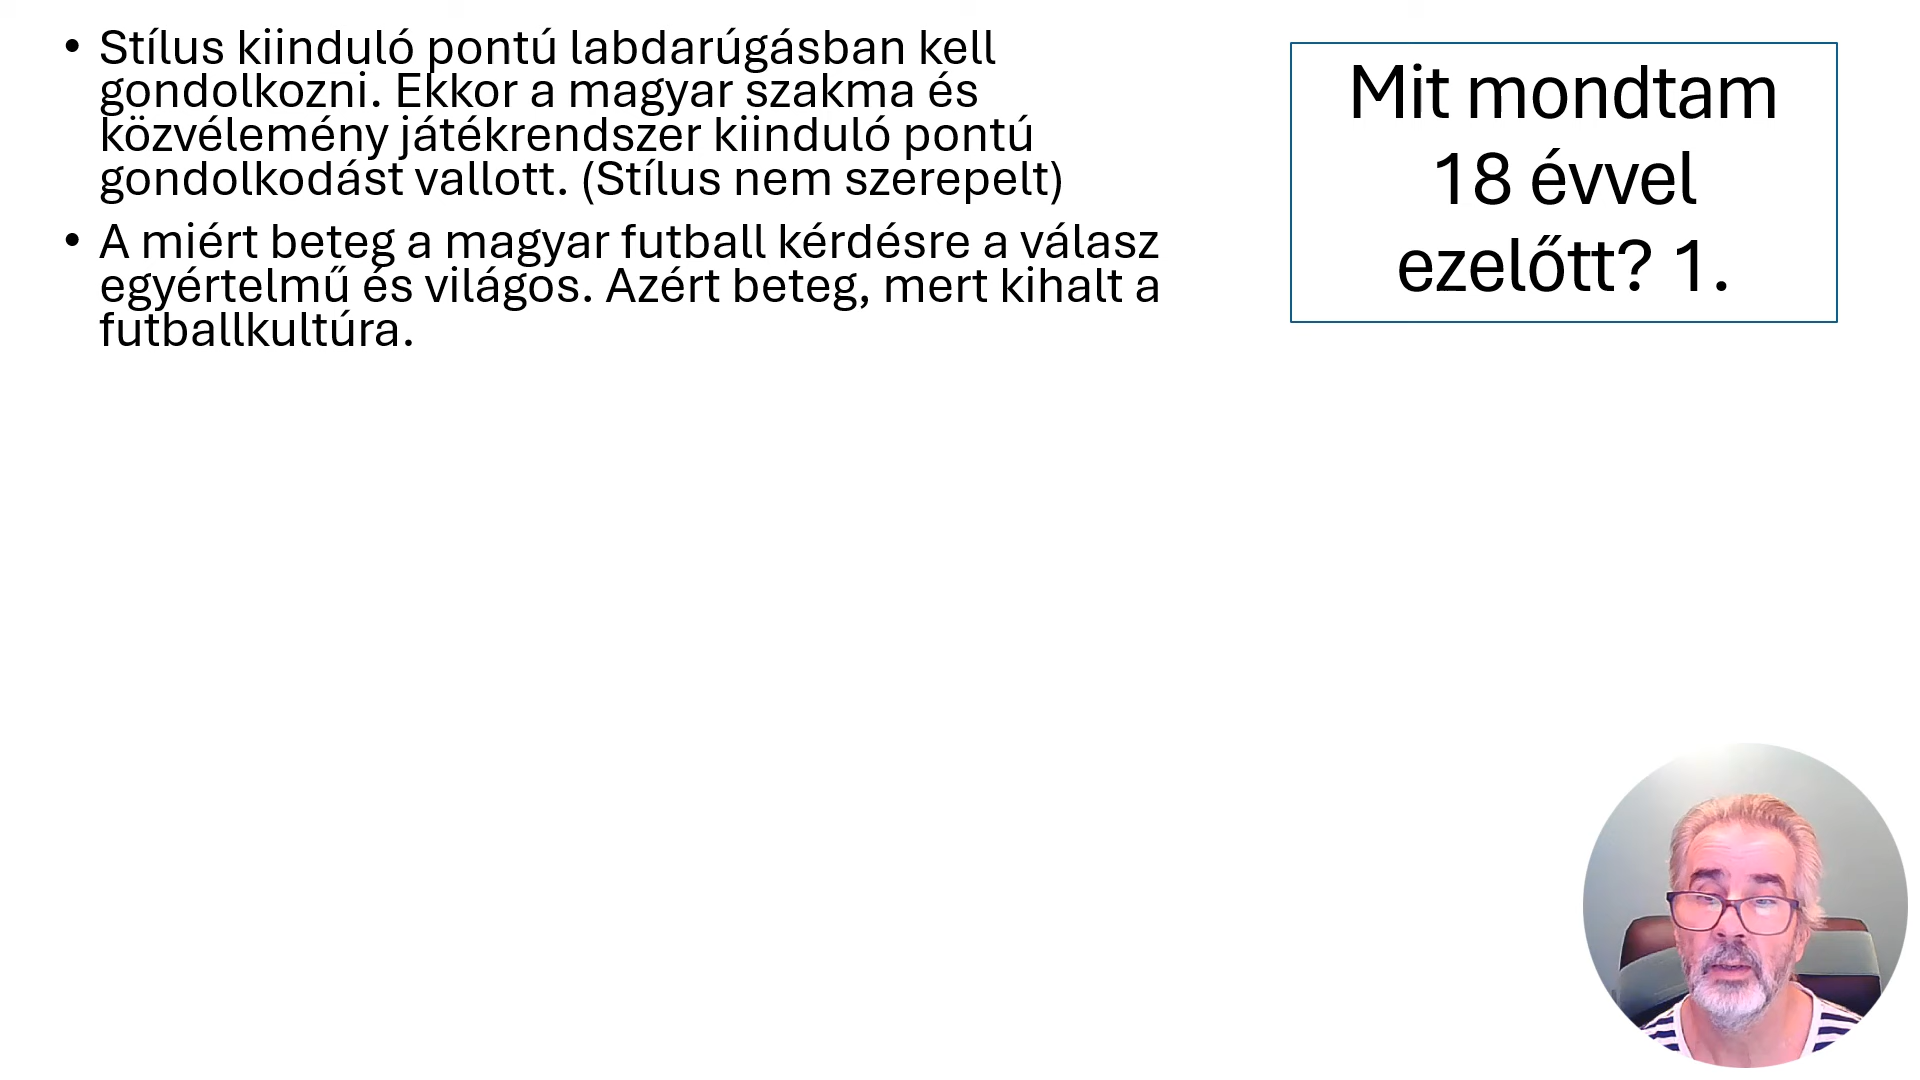 • Stílus kiinduló pontú labdarúgásban kell
gondolkozni. Ekkor a magyar szakma és
közvélemény játékrendszer kiinduló pontú
gondolkodást vallott. (Stílus nem szerepelt)
• A miért beteg a magyar futball kérdésre a válasz
egyértelmű és világos. Azért beteg, mert kihalt a
futballkultúra.
Mit mondtam
18 évvel
ezelőtt? 1.